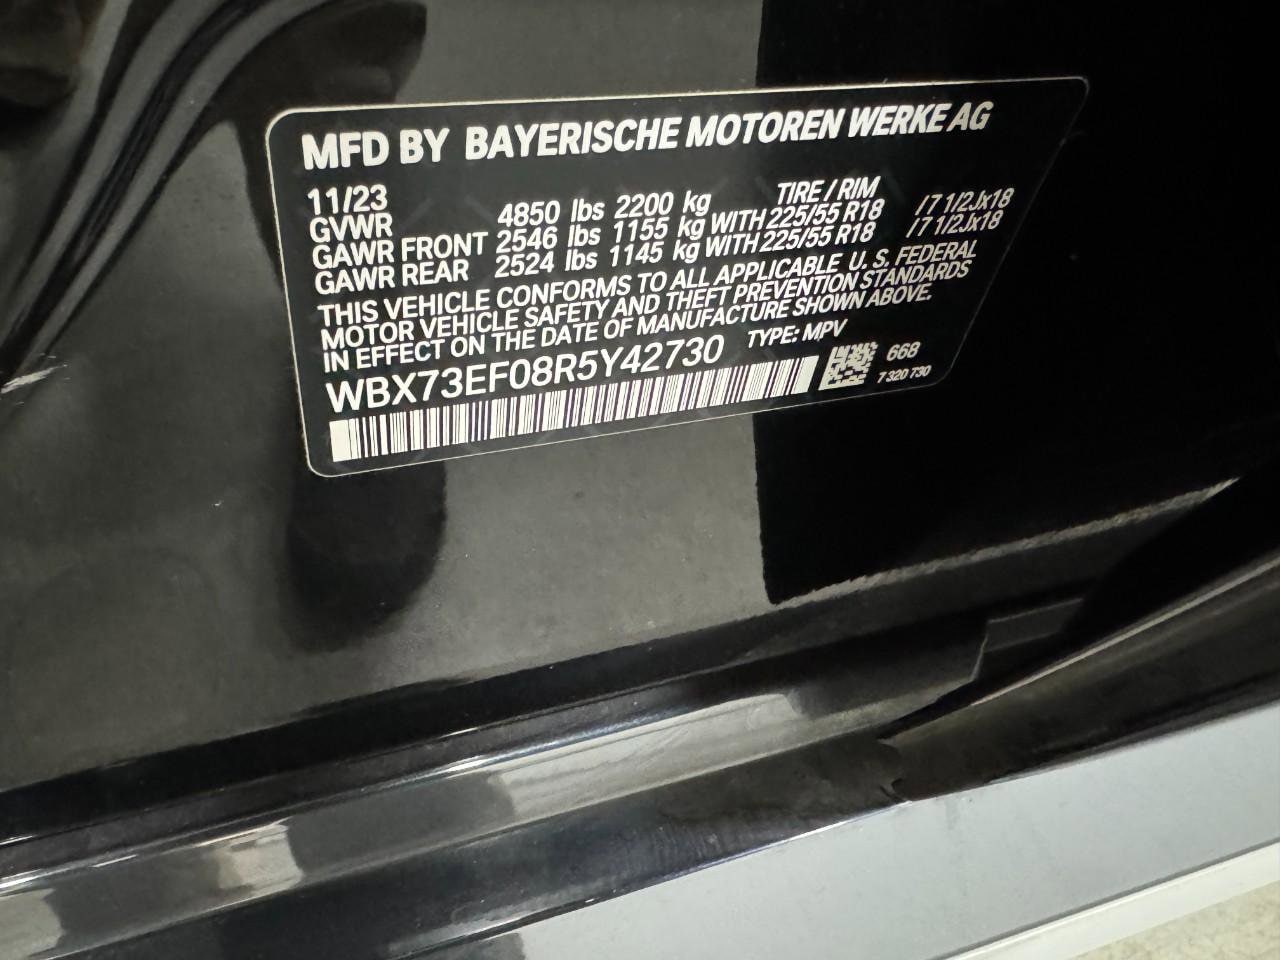 MFD BY BAYERISCHE MOTOREN WERKE AG
11/23 TIRE / RIM
GVWR 4850 lbs 2200 kg
GAWR FRONT 2546 lbs 1155 kg WITH 225/55 R18 / 7 1/2Jx18
GAWR REAR 2524 lbs 1145 kg WITH 225/55 R18 / 7 1/2Jx18
THIS VEHICLE CONFORMS TO ALL APPLICABLE U. S. FEDERAL
MOTOR VEHICLE SAFETY AND THEFT PREVENTION STANDARDS
IN EFFECT ON THE DATE OF MANUFACTURE SHOWN ABOVE.
WBX73EF08R5Y42730 TYPE: MPV
668
7 320 730